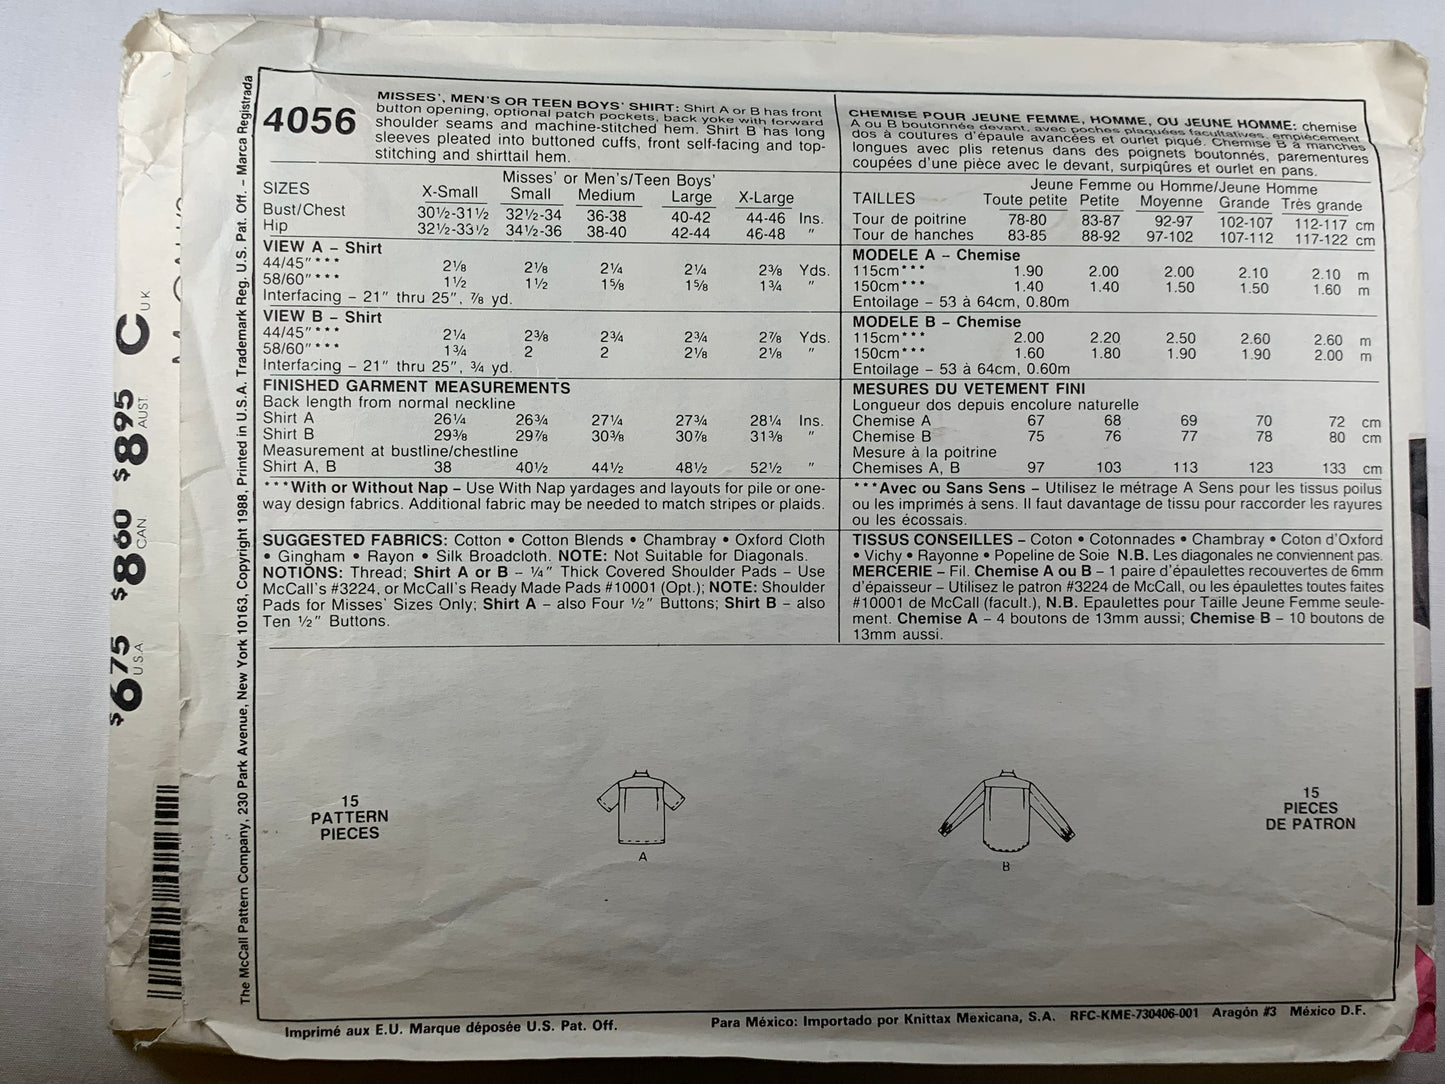 4056
MISSES', MEN'S OR TEEN BOYS' SHIRT: Shirt A or B has front
button opening, optional patch pockets, back yoke with forward
shoulder seams and machine-stitched hem. Shirt B has long
sleeves pleated into buttoned cuffs, front self-facing and top-
stitching and shirttail hem.
Misses' or Men's/Teen Boys'
SIZES X-Small Small Medium Large X-Large
Bust/Chest 30½-31½ 32½-34 36-38 40-42 44-46 Ins.
Hip 32½-33½ 34½-36 38-40 42-44 46-48 "
VIEW A – Shirt
44/45" *** 2⅛ 2⅛ 2¼ 2¼ 2⅜ Yds.
58/60" *** 1½ 1½ 1⅝ 1⅝ 1¾ "
Interfacing – 21" thru 25", ⅞ yd.
VIEW B – Shirt
44/45" *** 2¼ 2⅜ 2¾ 2¾ 2⅞ Yds.
58/60" *** 1¾ 2 2 2⅛ 2⅛ "
Interfacing – 21" thru 25", ¾ yd.
FINISHED GARMENT MEASUREMENTS
Back length from normal neckline
Shirt A 26¼ 26¾ 27¼ 27¾ 28¼ Ins.
Shirt B 29⅜ 29⅞ 30⅜ 30⅞ 31⅜ "
Measurement at bustline/chestline
Shirt A, B 38 40½ 44½ 48½ 52½ "
***With or Without Nap – Use With Nap yardages and layouts for pile or one-
way design fabrics. Additional fabric may be needed to match stripes or plaids.
SUGGESTED FABRICS: Cotton • Cotton Blends • Chambray • Oxford Cloth
• Gingham • Rayon • Silk Broadcloth. NOTE: Not Suitable for Diagonals.
NOTIONS: Thread; Shirt A or B – ¼" Thick Covered Shoulder Pads – Use
McCall's #3224, or McCall's Ready Made Pads #10001 (Opt.); NOTE: Shoulder
Pads for Misses' Sizes Only; Shirt A – also Four ½" Buttons; Shirt B – also
Ten ½" Buttons.
CHEMISE POUR JEUNE FEMME, HOMME, OU JEUNE HOMME: chemise
A ou B boutonnée devant, avec poches plaquées facultatives, empiècement
dos à coutures d'épaule avancées et ourlet piqué. Chemise B à manches
longues avec plis retenus dans des poignets boutonnés, parementures
coupées d'une pièce avec le devant, surpiqûres et ourlet en pans.
Jeune Femme ou Homme/Jeune Homme
TAILLES Toute petite Petite Moyenne Grande Très grande
Tour de poitrine 78-80 83-87 92-97 102-107 112-117 cm
Tour de hanches 83-85 88-92 97-102 107-112 117-122 cm
MODELE A – Chemise
115cm*** 1.90 2.00 2.00 2.10 2.10 m
150cm*** 1.40 1.40 1.50 1.50 1.60 m
Entoilage – 53 à 64cm, 0.80m
MODELE B – Chemise
115cm*** 2.00 2.20 2.50 2.60 2.60 m
150cm*** 1.60 1.80 1.90 1.90 2.00 m
Entoilage – 53 à 64cm, 0.60m
MESURES DU VETEMENT FINI
Longueur dos depuis encolure naturelle
Chemise A 67 68 69 70 72 cm
Chemise B 75 76 77 78 80 cm
Mesure à la poitrine
Chemises A, B 97 103 113 123 133 cm
***Avec ou Sans Sens – Utilisez le métrage A Sens pour les tissus poilus
ou les imprimés à sens. Il faut davantage de tissu pour raccorder les rayures
ou les écossais.
TISSUS CONSEILLES – Coton • Cotonnades • Chambray • Coton d'Oxford
• Vichy • Rayonne • Popeline de Soie N.B. Les diagonales ne conviennent pas.
MERCERIE – Fil. Chemise A ou B – 1 paire d'épaulettes recouvertes de 6mm
d'épaisseur – Utilisez le patron #3224 de McCall, ou les épaulettes toutes faites
#10001 de McCall (facult.), N.B. Epaulettes pour Taille Jeune Femme seule-
ment. Chemise A – 4 boutons de 13mm aussi; Chemise B – 10 boutons de
13mm aussi.
15
PATTERN
PIECES
A
B
15
PIECES
DE PATRON
Imprimé aux E.U. Marque déposée U.S. Pat. Off.
Para México: Importado por Knittax Mexicana, S.A. RFC-KME-730406-001 Aragón #3 México D.F.
The McCall Pattern Company, 230 Park Avenue, New York 10163, Copyright 1988, Printed in U.S.A. Trademark Reg. U.S. Pat. Off. – Marca Registrada
$675 U.S.A. $860 CAN $895 AUST. C U.K.